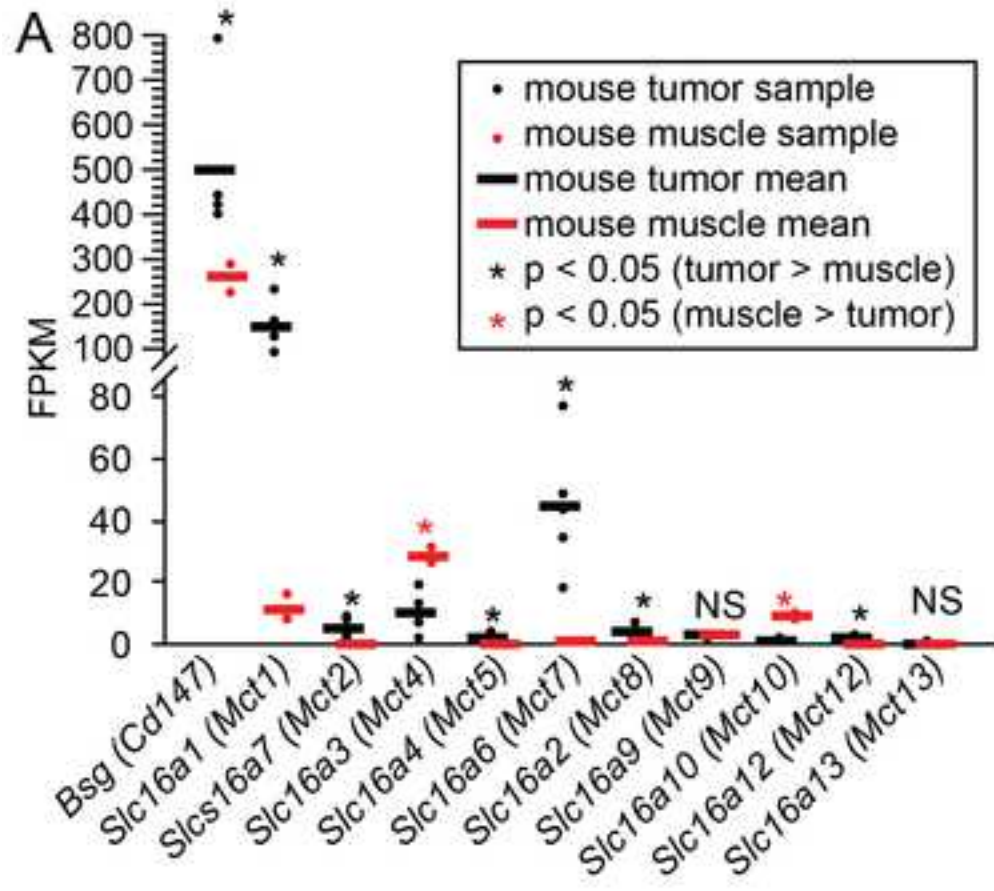 A
800
700
600
500
400
300
200
100
80
60
40
20
0
FPKM
mouse tumor sample
mouse muscle sample
mouse tumor mean
mouse muscle mean
* p < 0.05 (tumor > muscle)
* p < 0.05 (muscle > tumor)
*
*
*
*
*
*
*
NS
*
*
NS
Bsg (Cd147)
Slc16a1 (Mct1)
Slcs16a7 (Mct2)
Slc16a3 (Mct4)
Slc16a4 (Mct5)
Slc16a6 (Mct7)
Slc16a2 (Mct8)
Slc16a9 (Mct9)
Slc16a10 (Mct10)
Slc16a12 (Mct12)
Slc16a13 (Mct13)